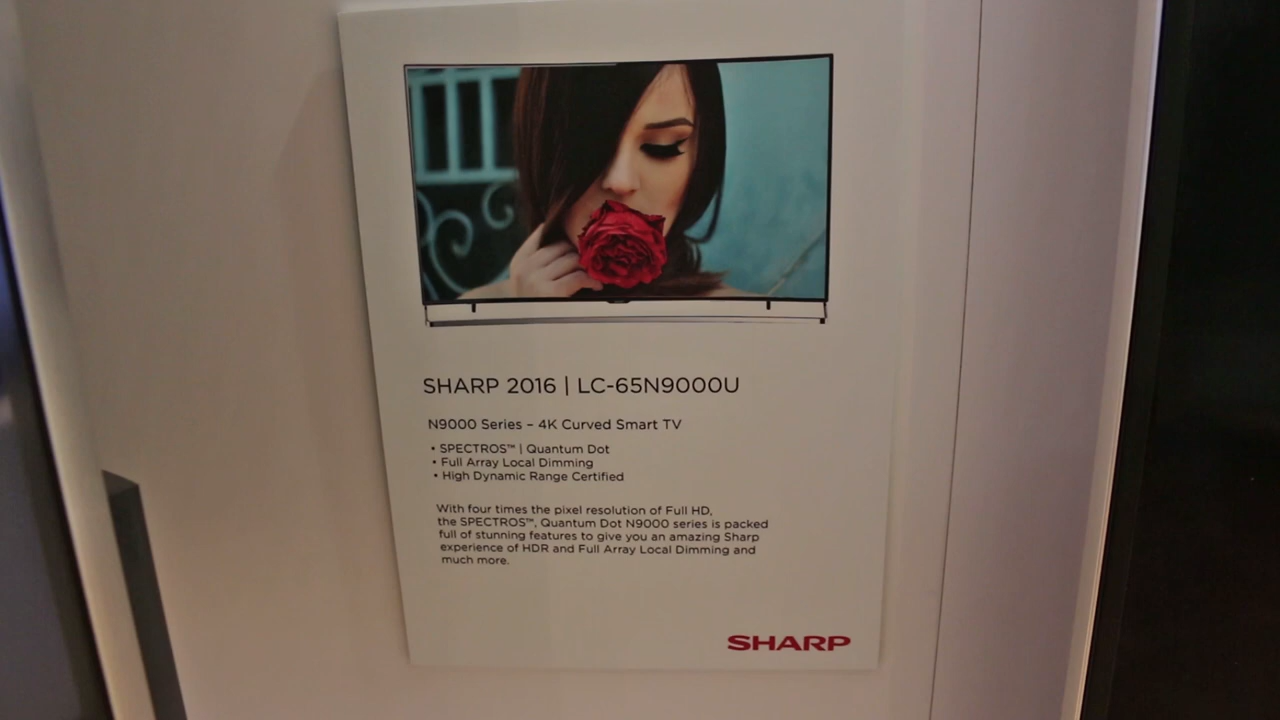 SHARP 2016 | LC-65N9000U
N9000 Series – 4K Curved Smart TV
• SPECTROS™ | Quantum Dot
• Full Array Local Dimming
• High Dynamic Range Certified
With four times the pixel resolution of Full HD,
the SPECTROS™, Quantum Dot N9000 series is packed
full of stunning features to give you an amazing Sharp
experience of HDR and Full Array Local Dimming and
much more.
SHARP